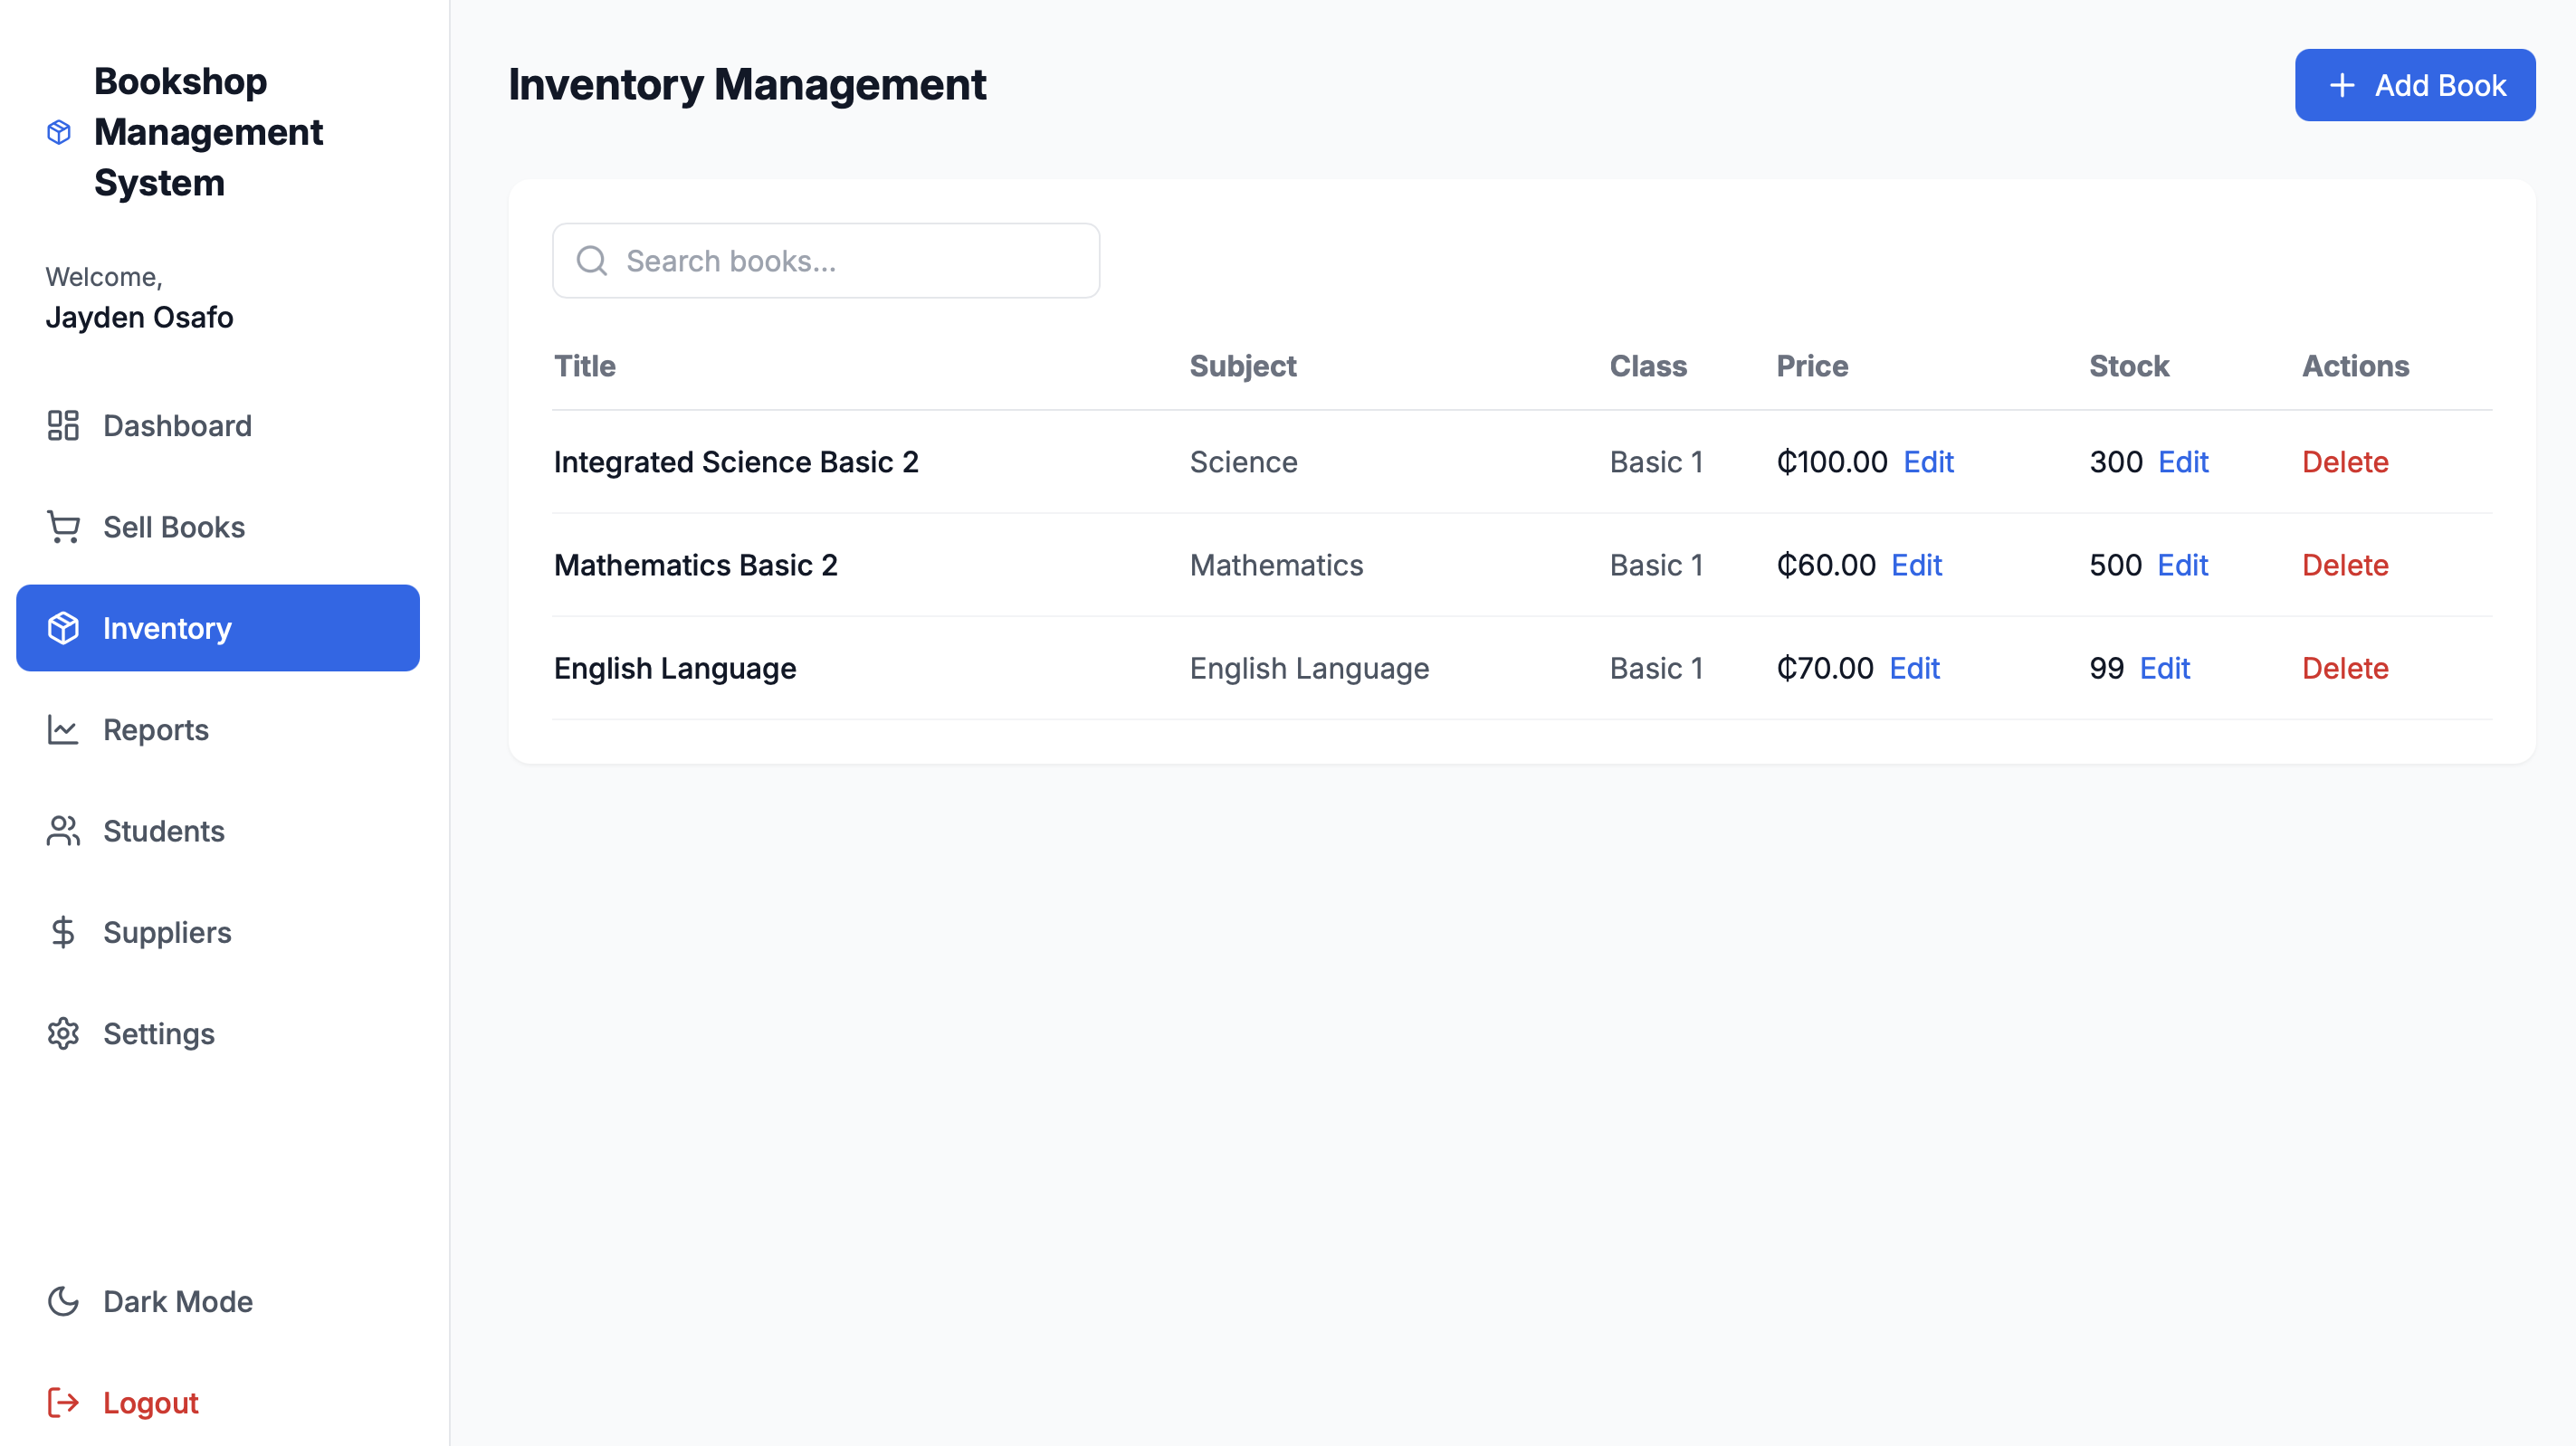 Bookshop
Management
System
Welcome,
Jayden Osafo
Dashboard
Sell Books
Inventory
Reports
Students
Suppliers
Settings
Dark Mode
Logout
Inventory Management
Add Book
Search books...
Title Subject Class Price Stock Actions
Integrated Science Basic 2 Science Basic 1 ₵100.00 Edit 300 Edit Delete
Mathematics Basic 2 Mathematics Basic 1 ₵60.00 Edit 500 Edit Delete
English Language English Language Basic 1 ₵70.00 Edit 99 Edit Delete